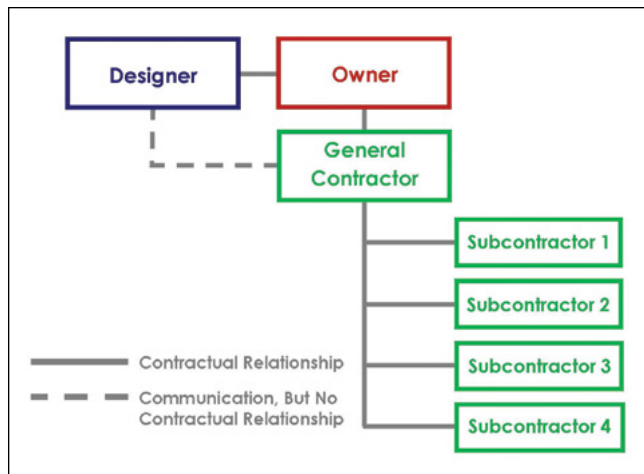 Designer
Owner
General
Contractor
Subcontractor 1
Subcontractor 2
Subcontractor 3
Subcontractor 4
Contractual Relationship
Communication, But No
Contractual Relationship